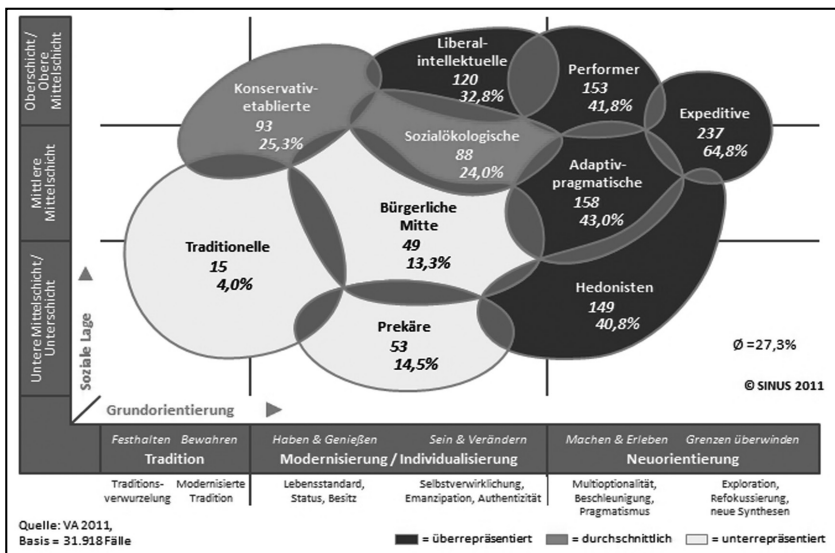 Oberschicht /
Obere
Mittelschicht
Mittlere
Mittelschicht
Untere Mittelschicht /
Unterschicht
Soziale Lage
Konservativ-
etablierte
93
25,3%
Liberal-
intellektuelle
120
32,8%
Performer
153
41,8%
Expeditive
237
64,8%
Sozialökologische
88
24,0%
Adaptiv-
pragmatische
158
43,0%
Traditionelle
15
4,0%
Bürgerliche
Mitte
49
13,3%
Hedonisten
149
40,8%
Prekäre
53
14,5%
Ø =27,3%
© SINUS 2011
Grundorientierung
Festhalten Bewahren
Tradition
Haben & Genießen Sein & Verändern
Modernisierung / Individualisierung
Machen & Erleben Grenzen überwinden
Neuorientierung
Traditions-
verwurzelung
Modernisierte
Tradition
Lebensstandard,
Status, Besitz
Selbstverwirklichung,
Emanzipation, Authentizität
Multioptionalität,
Beschleunigung,
Pragmatismus
Exploration,
Refokussierung,
neue Synthesen
Quelle: VA 2011,
Basis = 31.918 Fälle
= überrepräsentiert = durchschnittlich = unterrepräsentiert